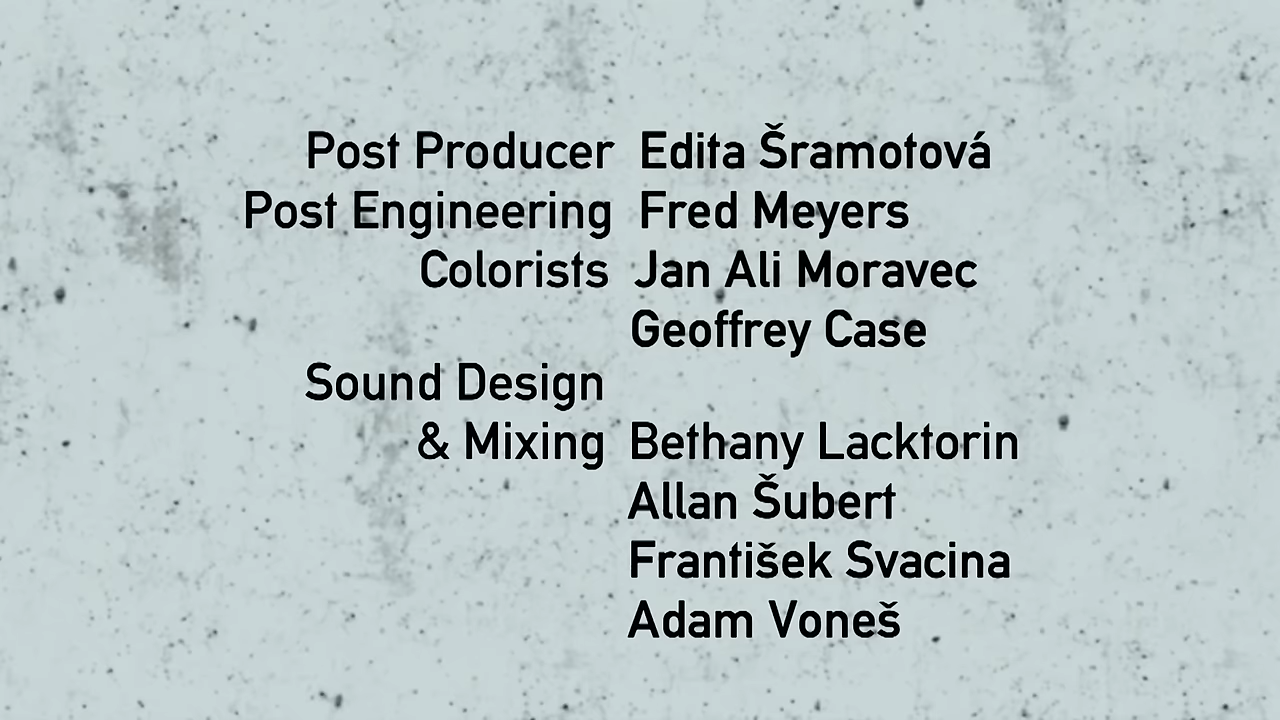 Post Producer Edita Šramotová
Post Engineering Fred Meyers
Colorists Jan Ali Moravec
Geoffrey Case
Sound Design
& Mixing Bethany Lacktorin
Allan Šubert
František Svacina
Adam Voneš